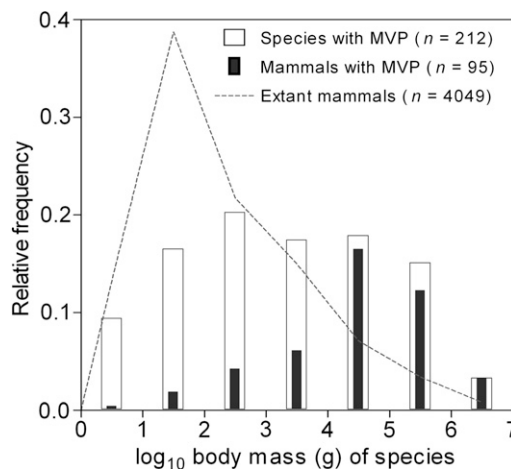 0.4
Species with MVP (n = 212)
Mammals with MVP (n = 95)
Extant mammals (n = 4049)
0.3
Relative frequency
0.2
0.1
0.0
0 1 2 3 4 5 6 7
log10 body mass (g) of species